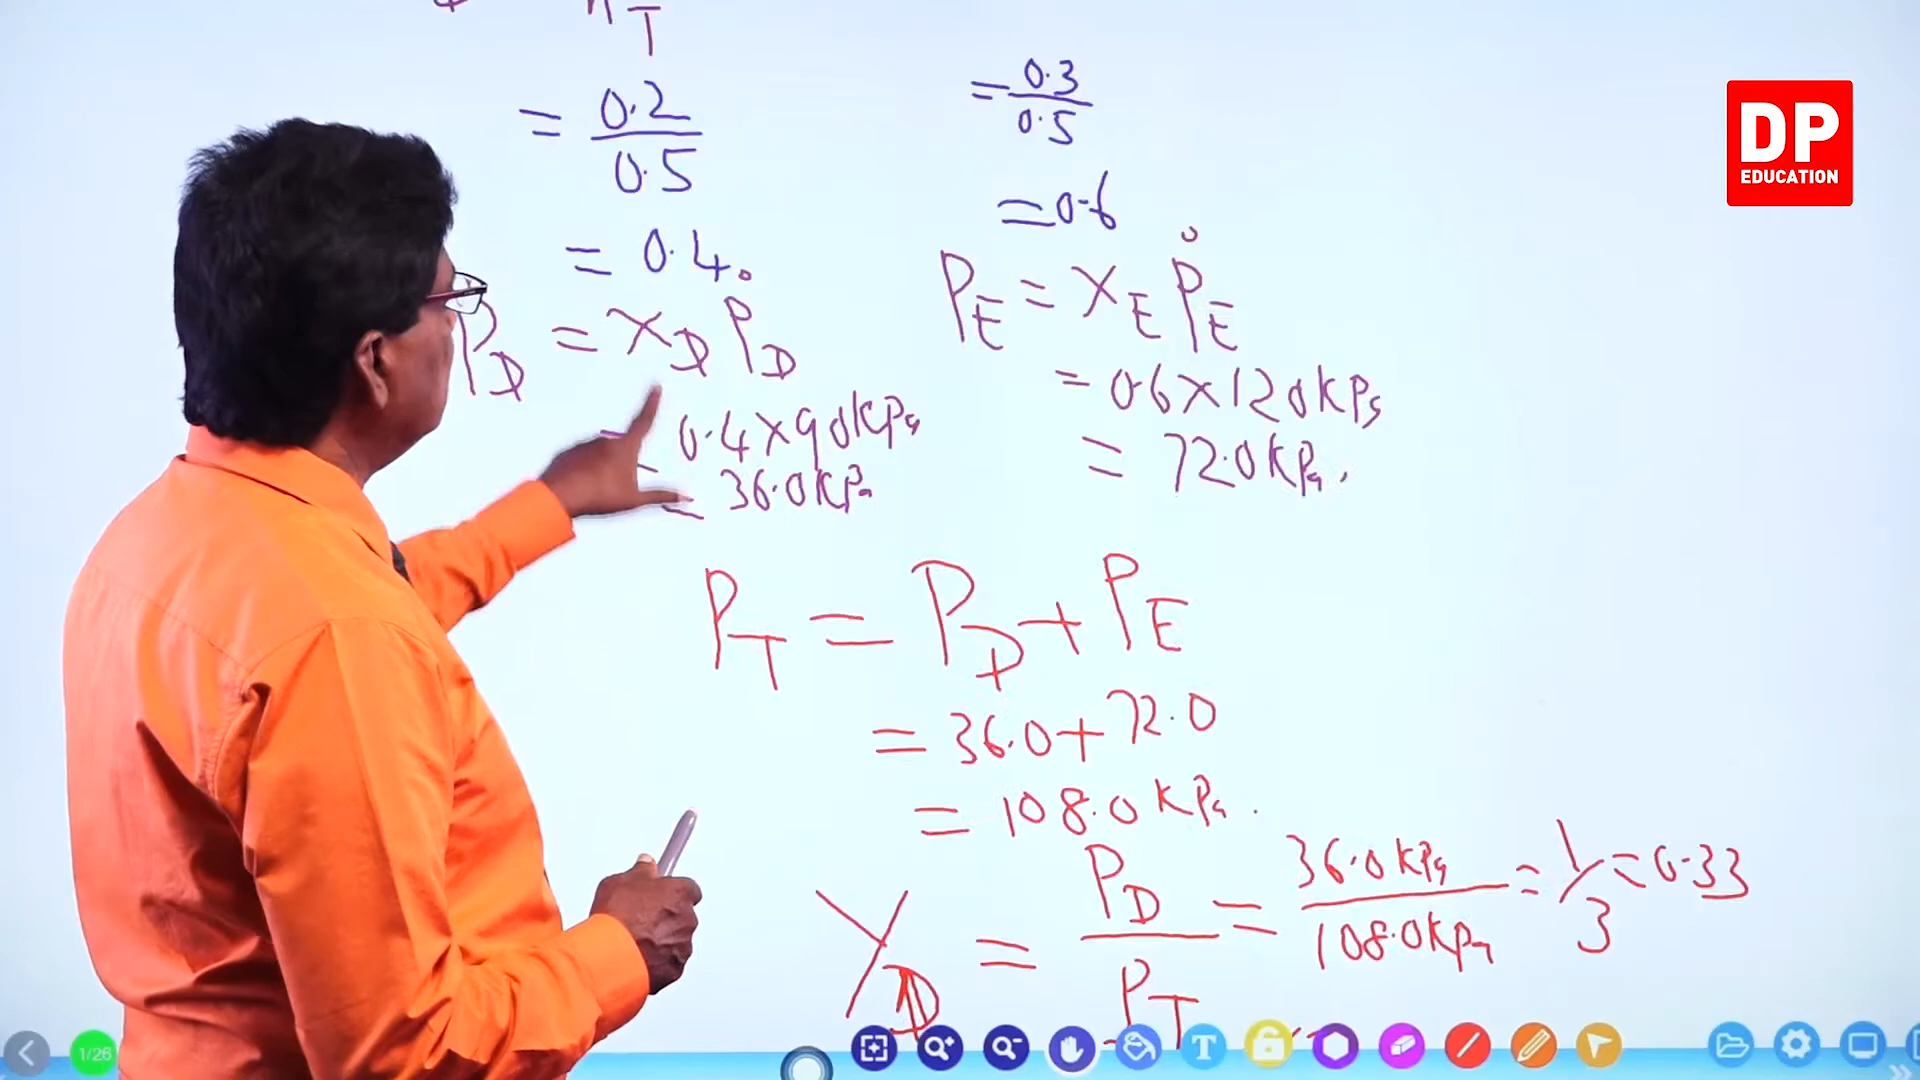 n
T
= 0.2/0.5
= 0.4
P_D = X_D P°_D
= 0.4 × 90 kPa
= 36.0 kPa
= 0.3/0.5
= 0.6
P_E = X_E P°_E
= 0.6 × 120 kPa
= 72.0 kPa.
P_T = P_D + P_E
= 36.0 + 72.0
= 108.0 kPa.
Y_D = P_D/P_T = 36.0 kPa/108.0 kPa = 1/3 = 0.33
DP
EDUCATION
1/26
T